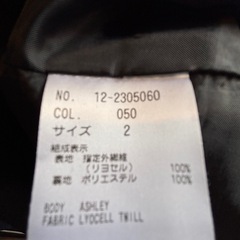 NO. 12-2305060
COL. 050
サイズ 2
組成表示
表地 指定外繊維
(リヨセル) 100%
裏地 ポリエステル 100%
BODY ASHLEY
FABRIC LYOCELL TWILL